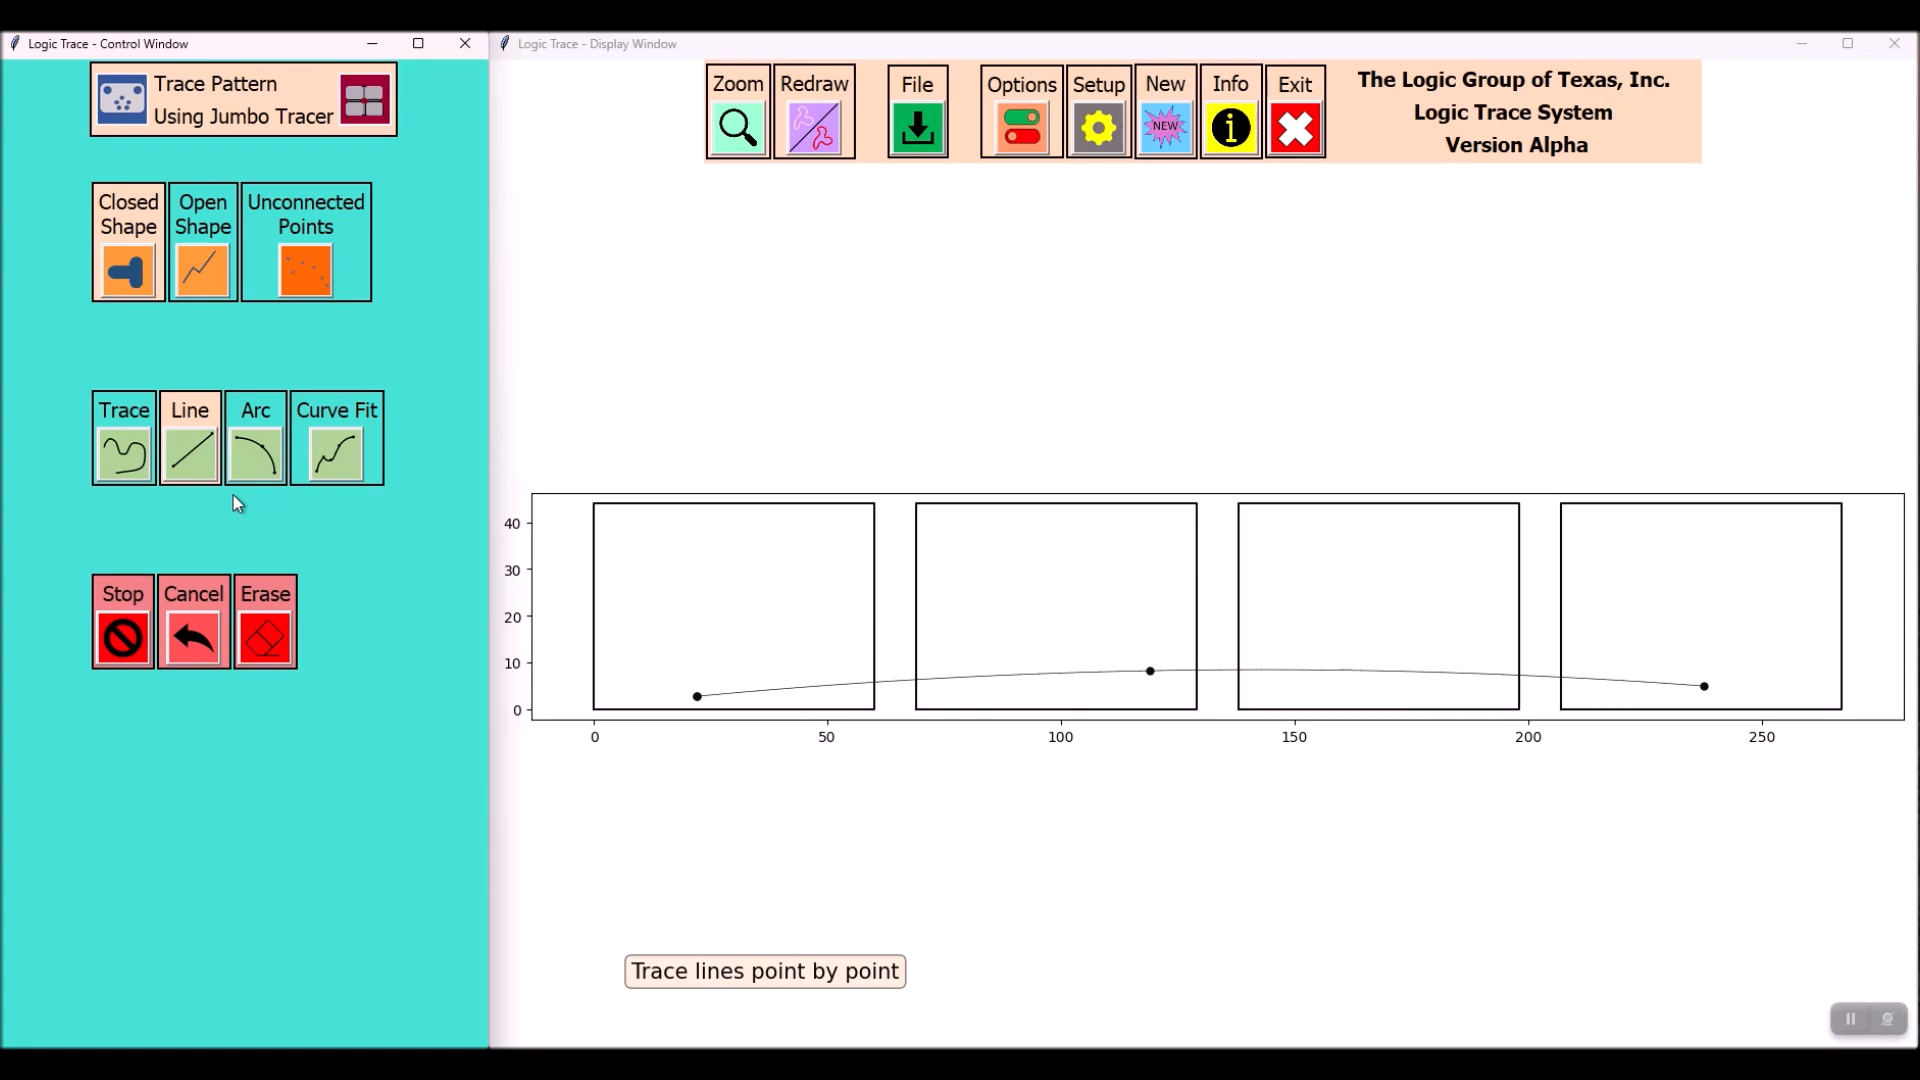 Logic Trace - Control Window
Logic Trace - Display Window
Trace Pattern
Using Jumbo Tracer
Zoom Redraw File Options Setup New Info Exit
NEW
The Logic Group of Texas, Inc.
Logic Trace System
Version Alpha
Closed Shape
Open Shape
Unconnected Points
Trace Line Arc Curve Fit
Stop Cancel Erase
40
30
20
10
0
0 50 100 150 200 250
Trace lines point by point